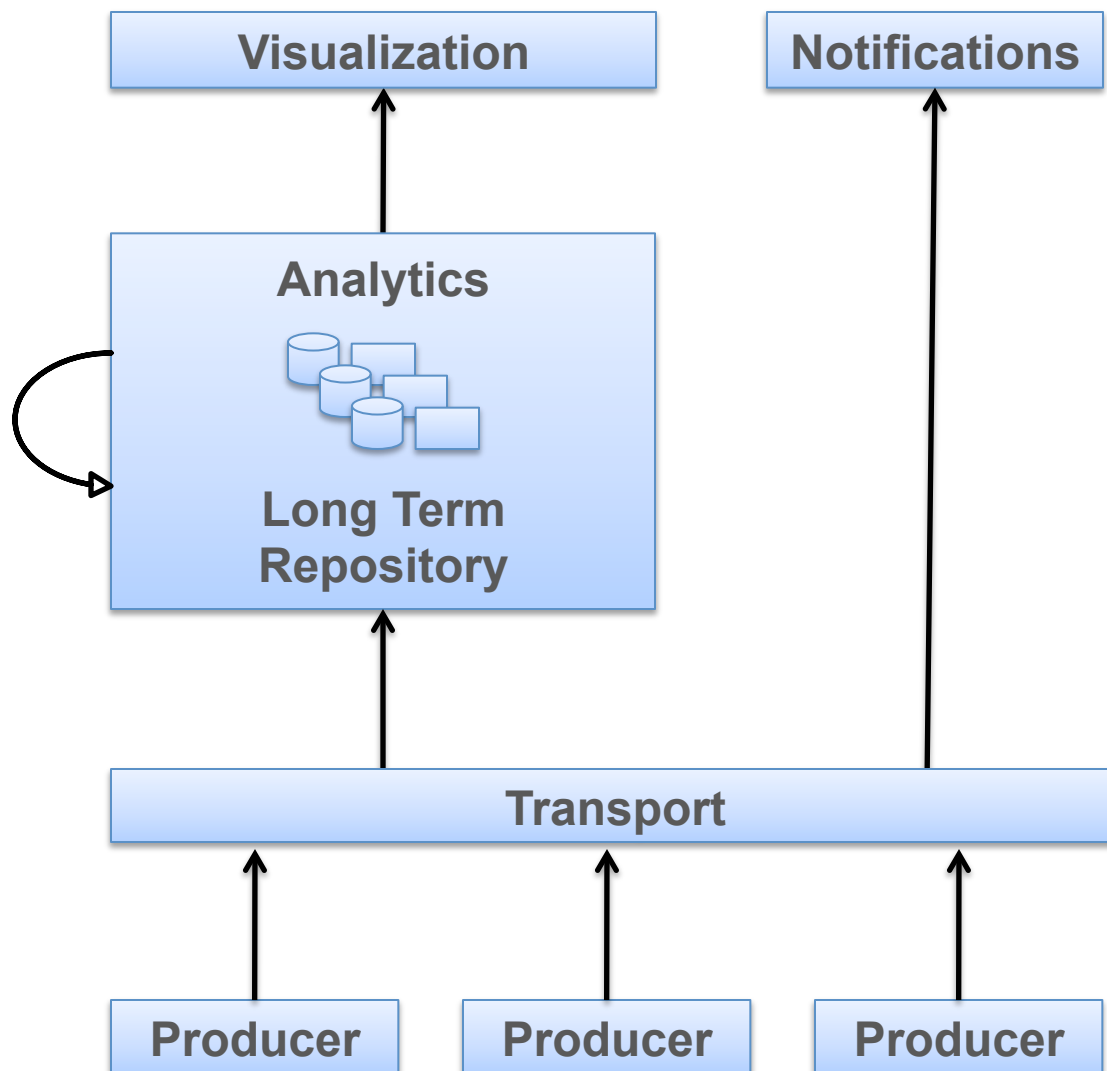 Visualization
Notifications
Analytics
Long Term
Repository
Transport
Producer
Producer
Producer